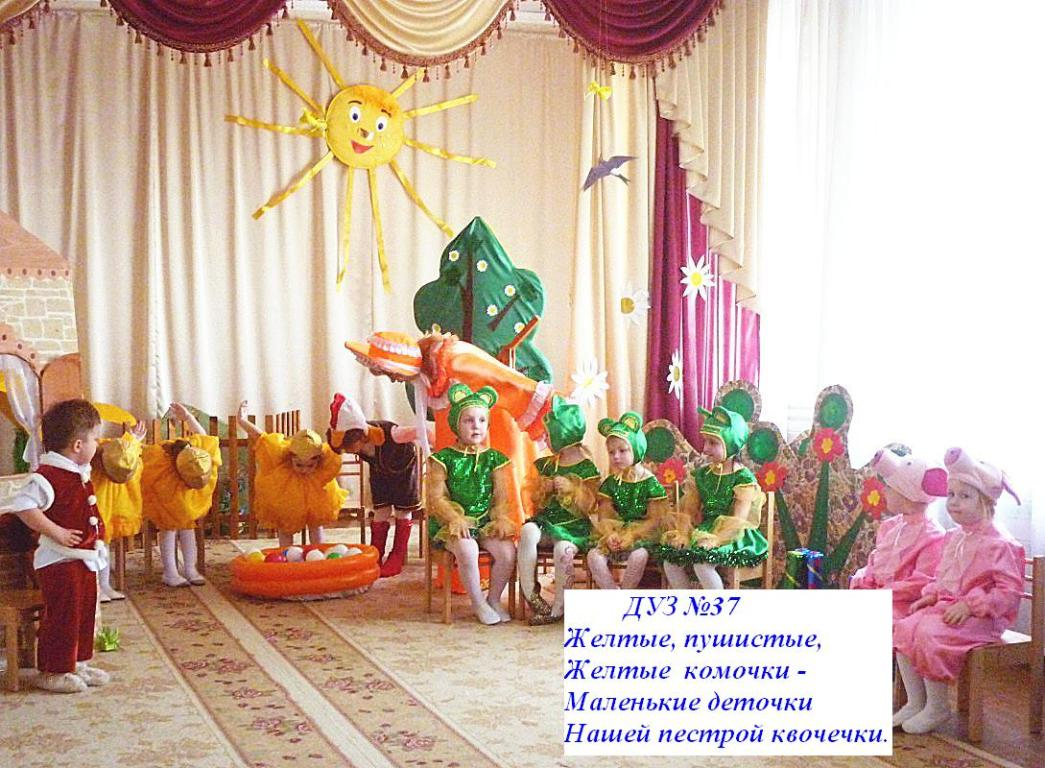 ДУЗ №37
Желтые, пушистые,
Желтые комочки -
Маленькие деточки
Нашей пестрой квочечки.